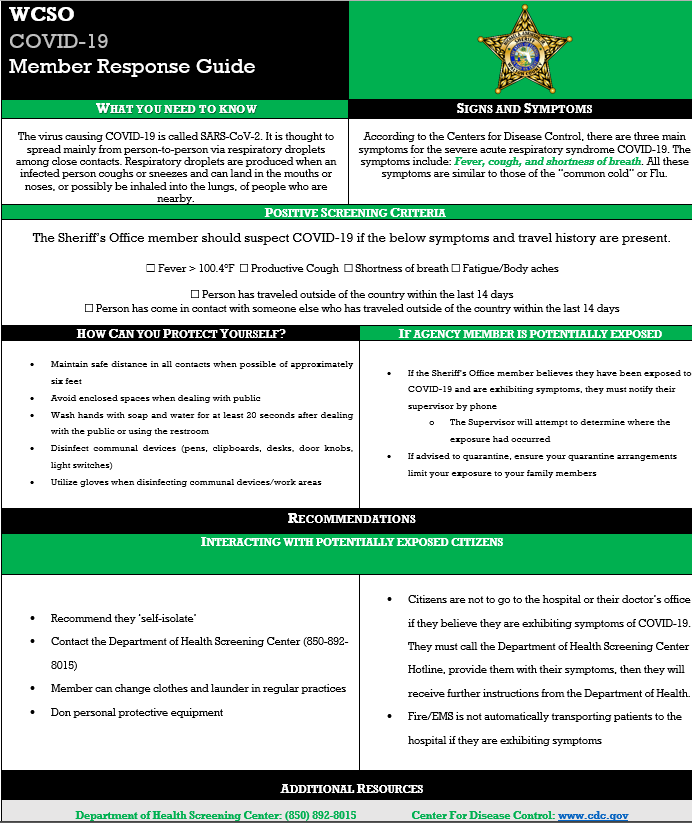 WCSO
COVID-19
Member Response Guide
WHAT YOU NEED TO KNOW
The virus causing COVID-19 is called SARS-CoV-2. It is thought to
spread mainly from person-to-person via respiratory droplets
among close contacts. Respiratory droplets are produced when an
infected person coughs or sneezes and can land in the mouths or
noses, or possibly be inhaled into the lungs, of people who are
nearby.
SIGNS AND SYMPTOMS
According to the Centers for Disease Control, there are three main
symptoms for the severe acute respiratory syndrome COVID-19. The
symptoms include: Fever, cough, and shortness of breath. All these
symptoms are similar to those of the "common cold" or Flu.
POSITIVE SCREENING CRITERIA
The Sheriff's Office member should suspect COVID-19 if the below symptoms and travel history are present.
☐ Fever > 100.4°F ☐ Productive Cough ☐ Shortness of breath ☐ Fatigue/Body aches
☐ Person has traveled outside of the country within the last 14 days
☐ Person has come in contact with someone else who has traveled outside of the country within the last 14 days
HOW CAN YOU PROTECT YOURSELF?
• Maintain safe distance in all contacts when possible of approximately
six feet
• Avoid enclosed spaces when dealing with public
• Wash hands with soap and water for at least 20 seconds after dealing
with the public or using the restroom
• Disinfect communal devices (pens, clipboards, desks, door knobs,
light switches)
• Utilize gloves when disinfecting communal devices/work areas
IF AGENCY MEMBER IS POTENTIALLY EXPOSED
• If the Sheriff's Office member believes they have been exposed to
COVID-19 and are exhibiting symptoms, they must notify their
supervisor by phone
o The Supervisor will attempt to determine where the
exposure had occurred
• If advised to quarantine, ensure your quarantine arrangements
limit your exposure to your family members
RECOMMENDATIONS
INTERACTING WITH POTENTIALLY EXPOSED CITIZENS
• Recommend they 'self-isolate'
• Contact the Department of Health Screening Center (850-892-
8015)
• Member can change clothes and launder in regular practices
• Don personal protective equipment
• Citizens are not to go to the hospital or their doctor's office
if they believe they are exhibiting symptoms of COVID-19.
They must call the Department of Health Screening Center
Hotline, provide them with their symptoms, then they will
receive further instructions from the Department of Health.
• Fire/EMS is not automatically transporting patients to the
hospital if they are exhibiting symptoms
ADDITIONAL RESOURCES
Department of Health Screening Center: (850) 892-8015
Center For Disease Control: www.cdc.gov